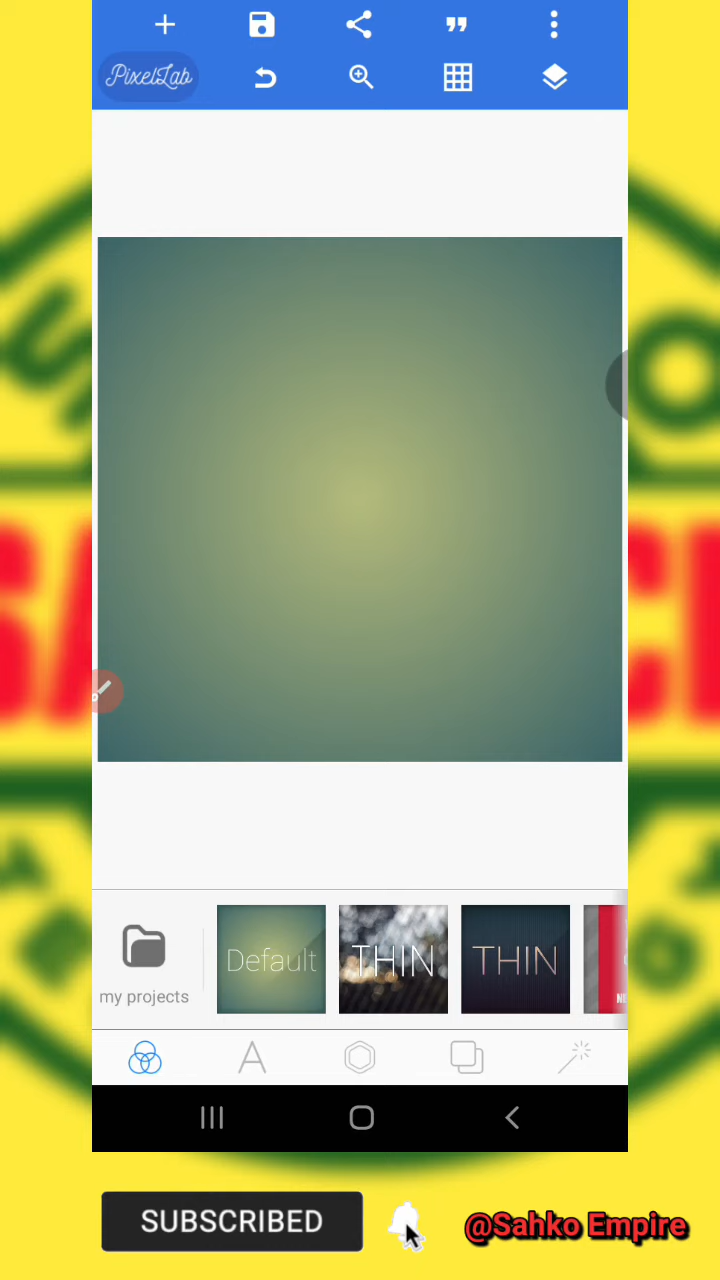 PixelLab
my projects
Default
THIN
THIN
SUBSCRIBED
@Sahko Empire